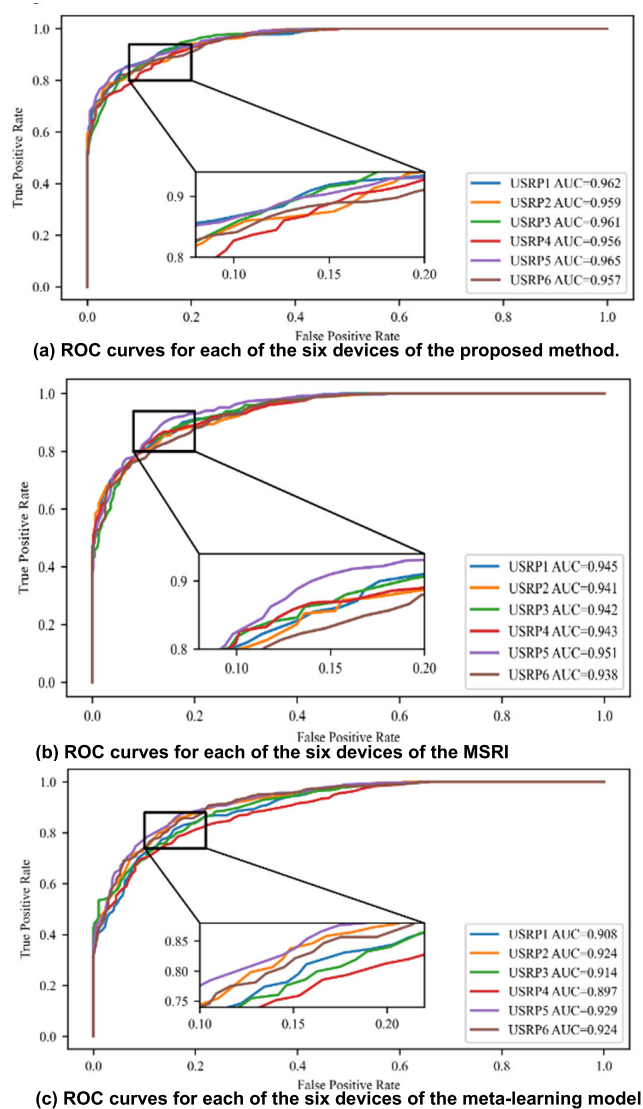 1.0
0.8
0.6
0.4
0.2
0.0
True Positive Rate
0.9
0.8
0.10
0.15
0.20
USRP1 AUC=0.962
USRP2 AUC=0.959
USRP3 AUC=0.961
USRP4 AUC=0.956
USRP5 AUC=0.965
USRP6 AUC=0.957
0.0
0.2
0.4
0.6
0.8
1.0
False Positive Rate
(a) ROC curves for each of the six devices of the proposed method.
1.0
0.8
0.6
0.4
0.2
0.0
True Positive Rate
0.9
0.8
0.10
0.15
0.20
USRP1 AUC=0.945
USRP2 AUC=0.941
USRP3 AUC=0.942
USRP4 AUC=0.943
USRP5 AUC=0.951
USRP6 AUC=0.938
0.0
0.2
0.4
0.6
0.8
1.0
False Positive Rate
(b) ROC curves for each of the six devices of the MSRI
1.0
0.8
0.6
0.4
0.2
0.0
True Positive Rate
0.85
0.80
0.75
0.10
0.15
0.20
USRP1 AUC=0.908
USRP2 AUC=0.924
USRP3 AUC=0.914
USRP4 AUC=0.897
USRP5 AUC=0.929
USRP6 AUC=0.924
0.0
0.2
0.4
0.6
0.8
1.0
False Positive Rate
(c) ROC curves for each of the six devices of the meta-learning model